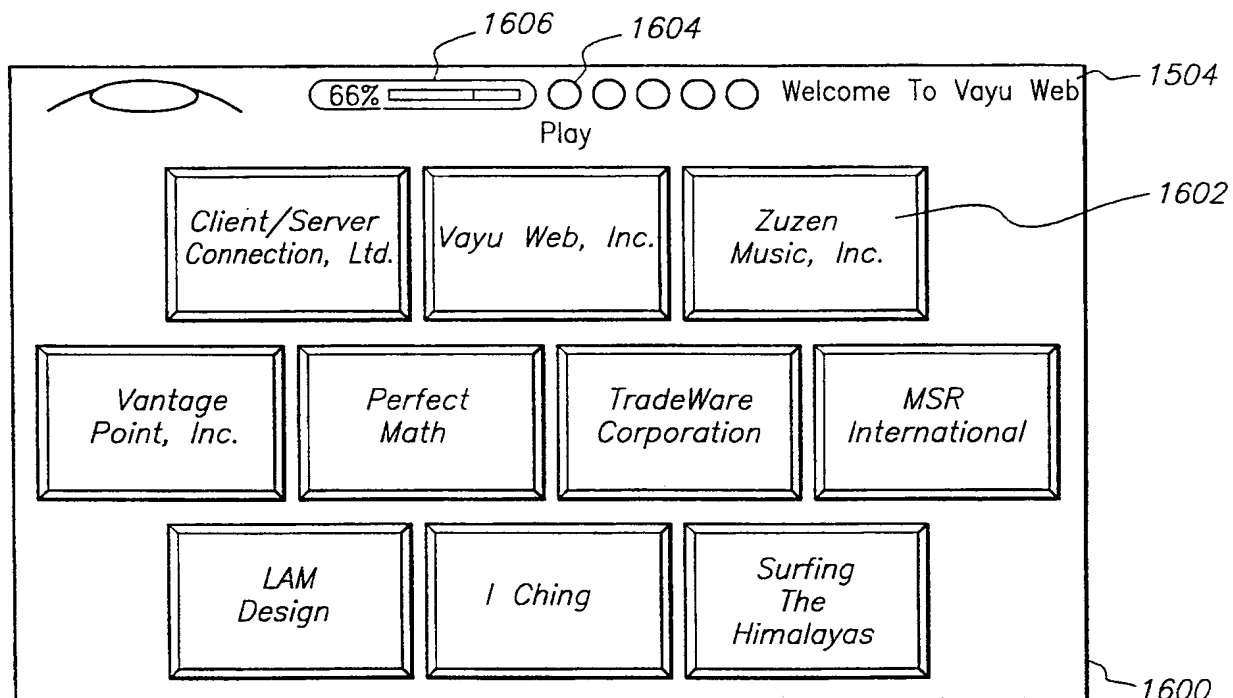 1606
1604
66%
Welcome To Vayu Web
1504
Play
Client/Server
Connection, Ltd.
Vayu Web, Inc.
Zuzen
Music, Inc.
1602
Vantage
Point, Inc.
Perfect
Math
TradeWare
Corporation
MSR
International
LAM
Design
I Ching
Surfing
The
Himalayas
1600